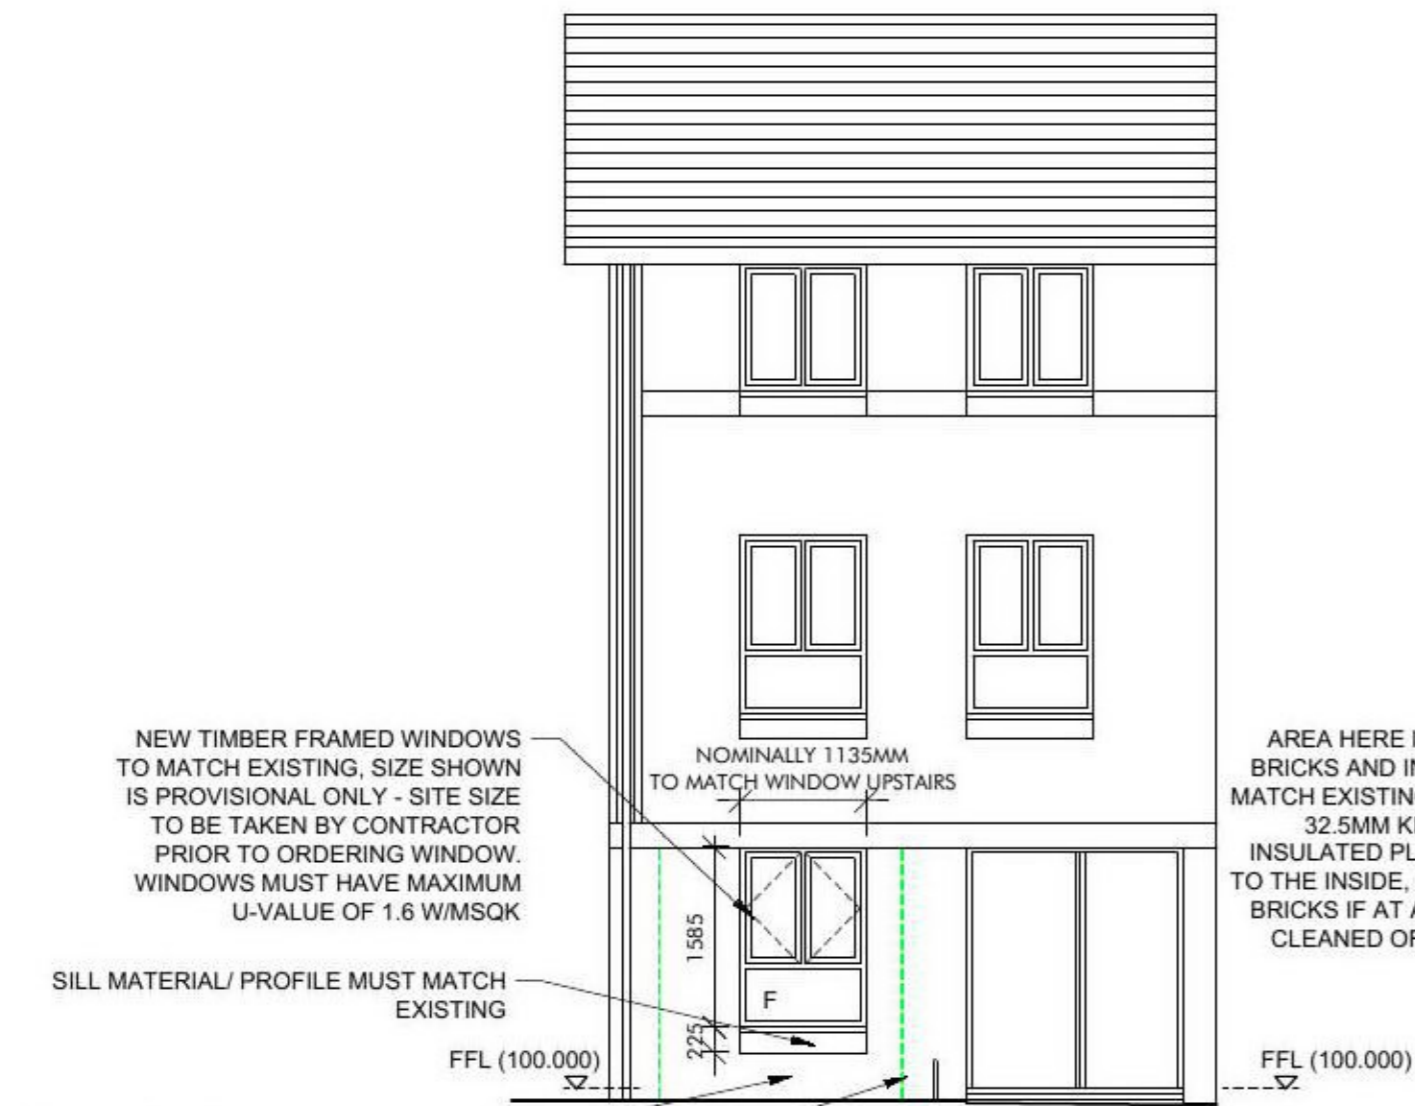 NEW TIMBER FRAMED WINDOWS
TO MATCH EXISTING, SIZE SHOWN
IS PROVISIONAL ONLY - SITE SIZE
TO BE TAKEN BY CONTRACTOR
PRIOR TO ORDERING WINDOW.
WINDOWS MUST HAVE MAXIMUM
U-VALUE OF 1.6 W/MSQK
SILL MATERIAL/ PROFILE MUST MATCH
EXISTING
FFL (100.000)
NOMINALLY 1135MM
TO MATCH WINDOW UPSTAIRS
1585
225
F
AREA HERE
BRICKS AND
MATCH EXISTING
32.5MM
INSULATED
TO THE INSIDE,
BRICKS IF AT
CLEANED
FFL (100.000)